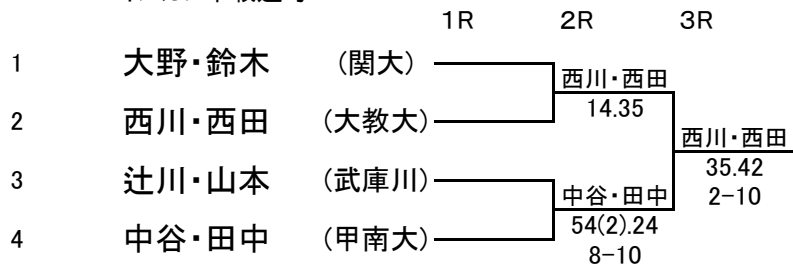 1R 2R 3R
1 大野・鈴木 (関大)
西川・西田
14.35
2 西川・西田 (大教大)
西川・西田
35.42
2-10
3 辻川・山本 (武庫川)
中谷・田中
54(2).24
8-10
4 中谷・田中 (甲南大)